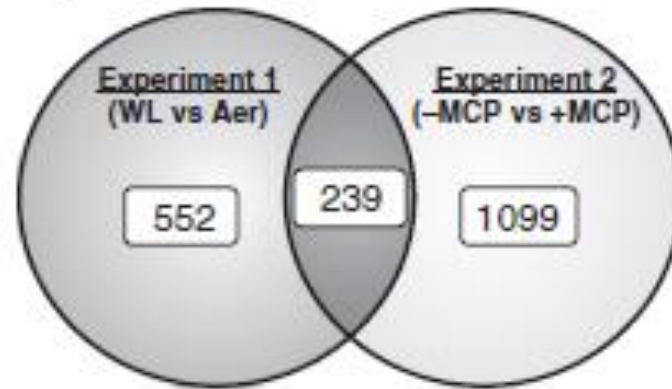 Experiment 1
(WL vs Aer)
Experiment 2
(–MCP vs +MCP)
552
239
1099